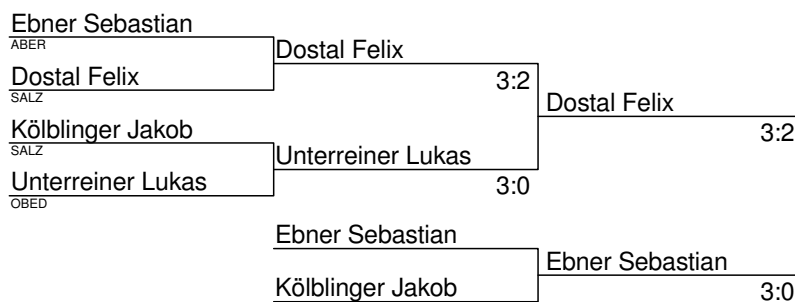 Ebner Sebastian
ABER
Dostal Felix
Dostal Felix
SALZ
3:2
Dostal Felix
Kölblinger Jakob
SALZ
3:2
Unterreiner Lukas
Unterreiner Lukas
OBED
3:0
Ebner Sebastian
Ebner Sebastian
Kölblinger Jakob
3:0